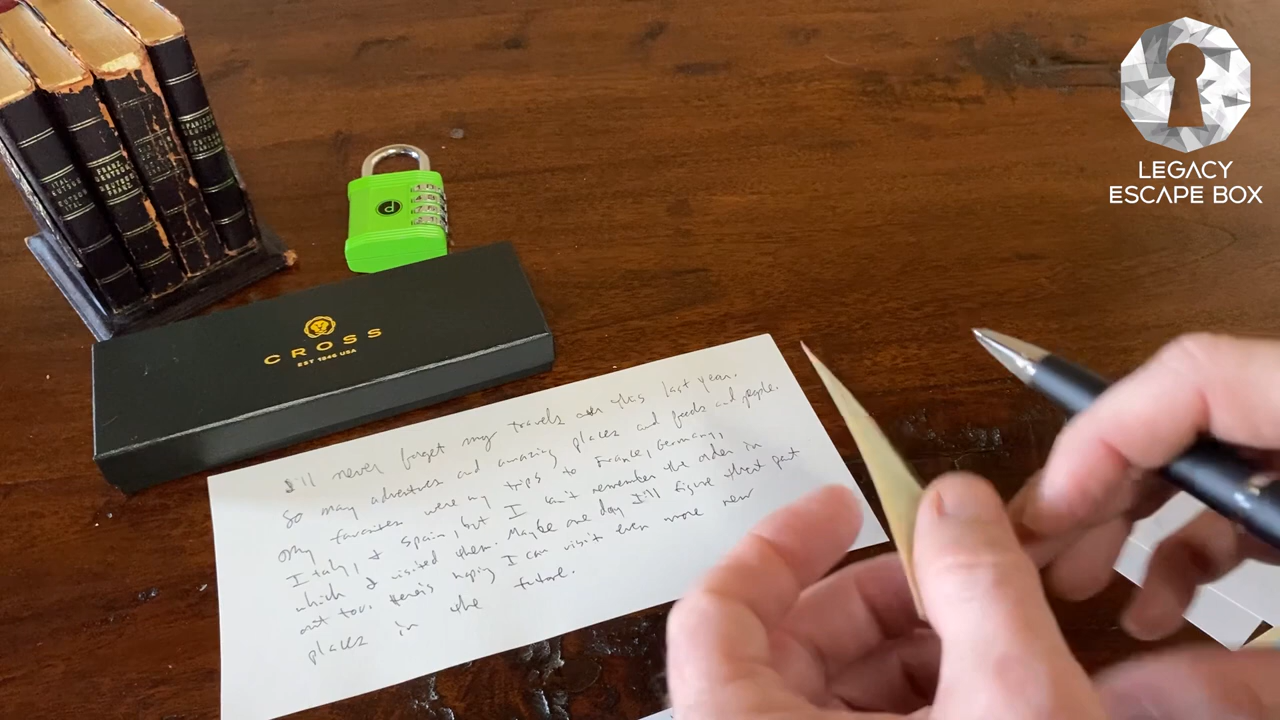 LEGACY
ESCAPE BOX
FRANZ.
CROSS
EST 1846 USA
I'll never forget my travels this last year.
So may adventures and amazing places and foods and people.
My favorites were my trips to France, Germany,
Italy, & Spain, but I can't remember the order in
which I visited them. Maybe one day I'll figure that part
out too. Here's hoping I can visit even more new
places in the future.